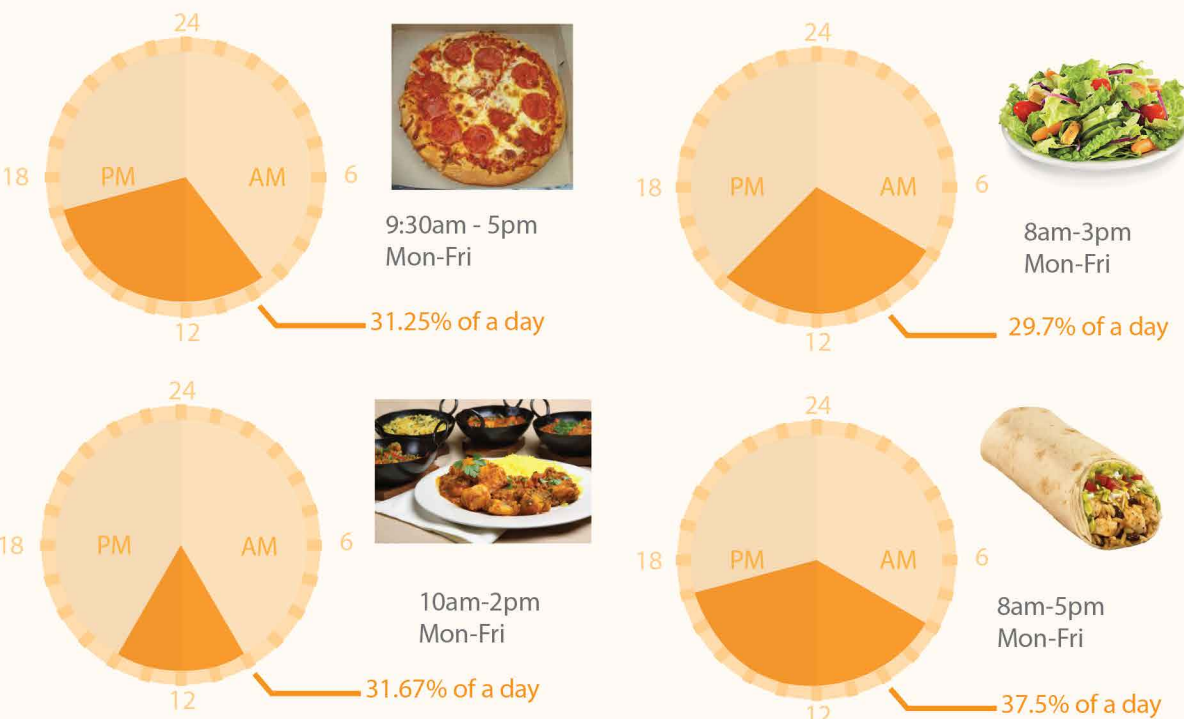 24
18
PM
AM
6
12
9:30am - 5pm
Mon-Fri
31.25% of a day
24
18
PM
AM
6
12
8am-3pm
Mon-Fri
29.7% of a day
24
18
PM
AM
6
12
10am-2pm
Mon-Fri
31.67% of a day
24
18
PM
AM
6
12
8am-5pm
Mon-Fri
37.5% of a day